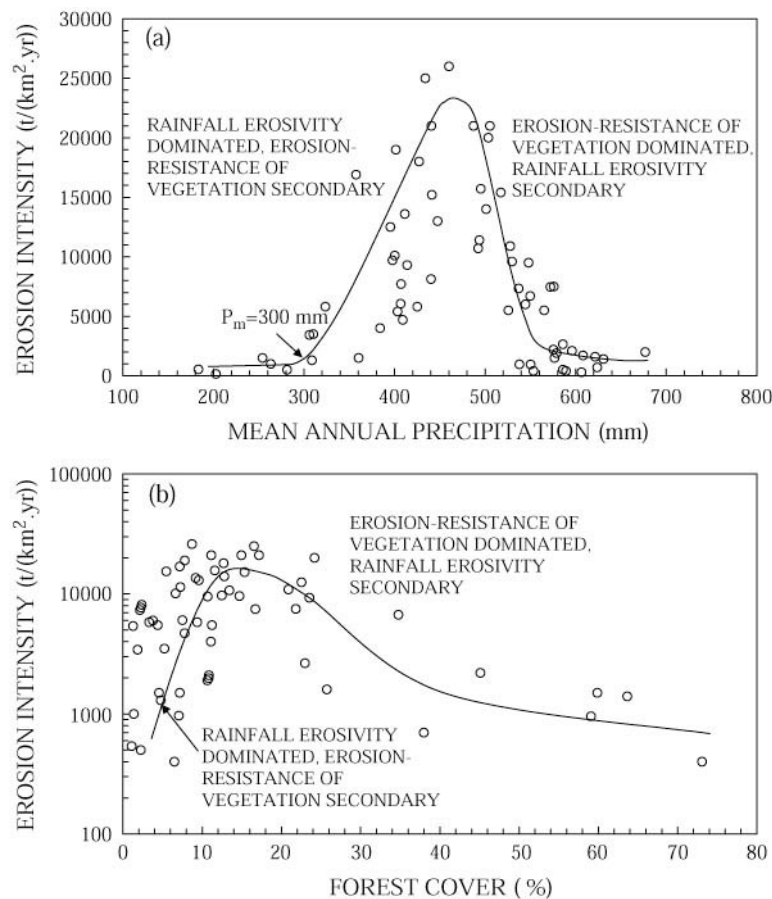 (a)
30000
25000
20000
15000
10000
5000
0
EROSION INTENSITY (t/(km².yr))
RAINFALL EROSIVITY
DOMINATED, EROSION-
RESISTANCE OF
VEGETATION SECONDARY
EROSION-RESISTANCE OF
VEGETATION DOMINATED,
RAINFALL EROSIVITY
SECONDARY
Pₘ=300 mm
100 200 300 400 500 600 700 800
MEAN ANNUAL PRECIPITATION (mm)
(b)
100000
10000
1000
100
EROSION INTENSITY (t/(km².yr))
EROSION-RESISTANCE OF
VEGETATION DOMINATED,
RAINFALL EROSIVITY
SECONDARY
RAINFALL EROSIVITY
DOMINATED, EROSION-
RESISTANCE OF
VEGETATION SECONDARY
0 10 20 30 40 50 60 70 80
FOREST COVER ( %)